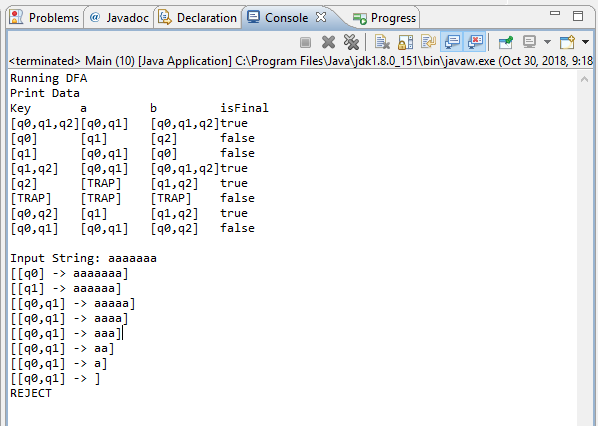 Problems @ Javadoc Declaration Console Progress
<terminated> Main (10) [Java Application] C:\Program Files\Java\jdk1.8.0_151\bin\javaw.exe (Oct 30, 2018, 9:18
Running DFA
Print Data
Key a b isFinal
[q0,q1,q2][q0,q1] [q0,q1,q2]true
[q0] [q1] [q2] false
[q1] [q0,q1] [q0] false
[q1,q2] [q0,q1] [q0,q1,q2]true
[q2] [TRAP] [q1,q2] true
[TRAP] [TRAP] [TRAP] false
[q0,q2] [q1] [q1,q2] true
[q0,q1] [q0,q1] [q0,q2] false
Input String: aaaaaaa
[[q0] -> aaaaaaa]
[[q1] -> aaaaaa]
[[q0,q1] -> aaaaa]
[[q0,q1] -> aaaa]
[[q0,q1] -> aaa]
[[q0,q1] -> aa]
[[q0,q1] -> a]
[[q0,q1] -> ]
REJECT